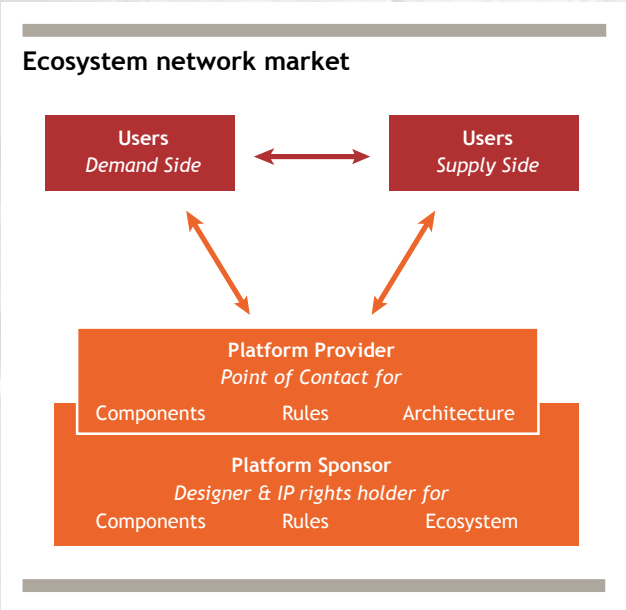 Ecosystem network market
Users
Demand Side
Users
Supply Side
Platform Provider
Point of Contact for
Components Rules Architecture
Platform Sponsor
Designer & IP rights holder for
Components Rules Ecosystem